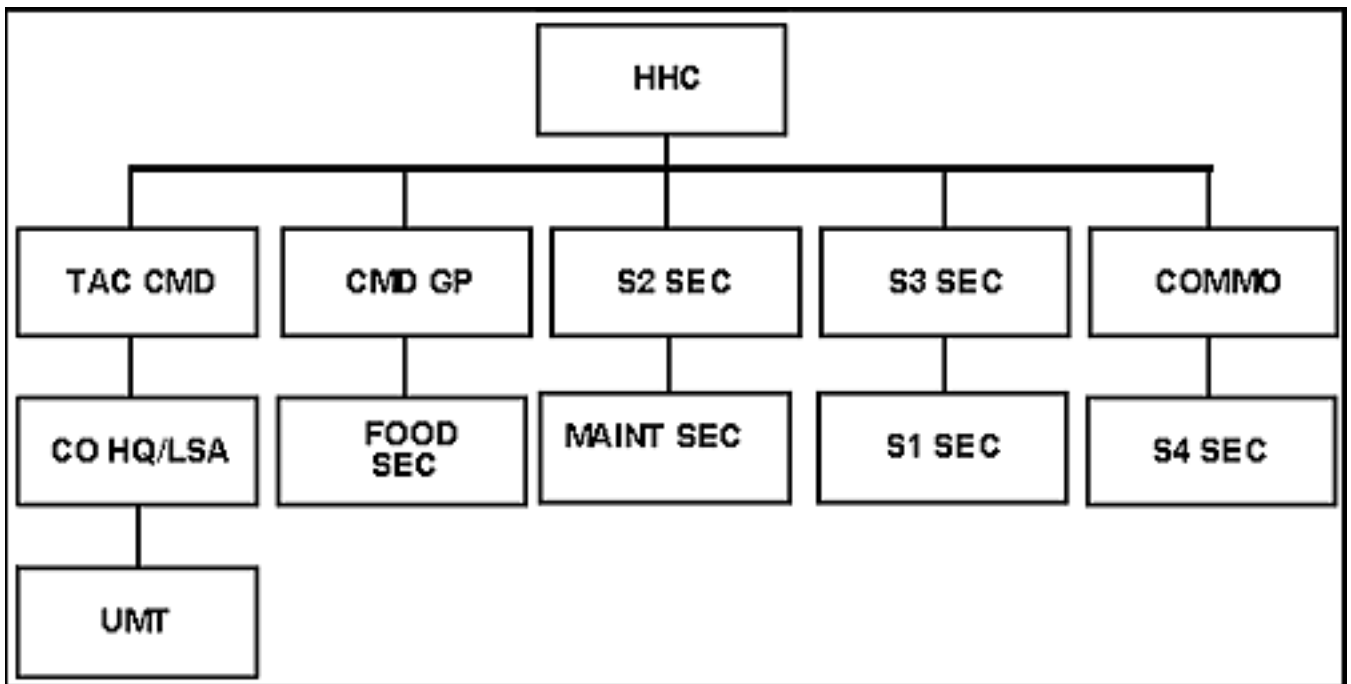 HHC
TAC CMD
CMD GP
S2 SEC
S3 SEC
COMMO
CO HQ/LSA
FOOD
SEC
MAINT SEC
S1 SEC
S4 SEC
UMT